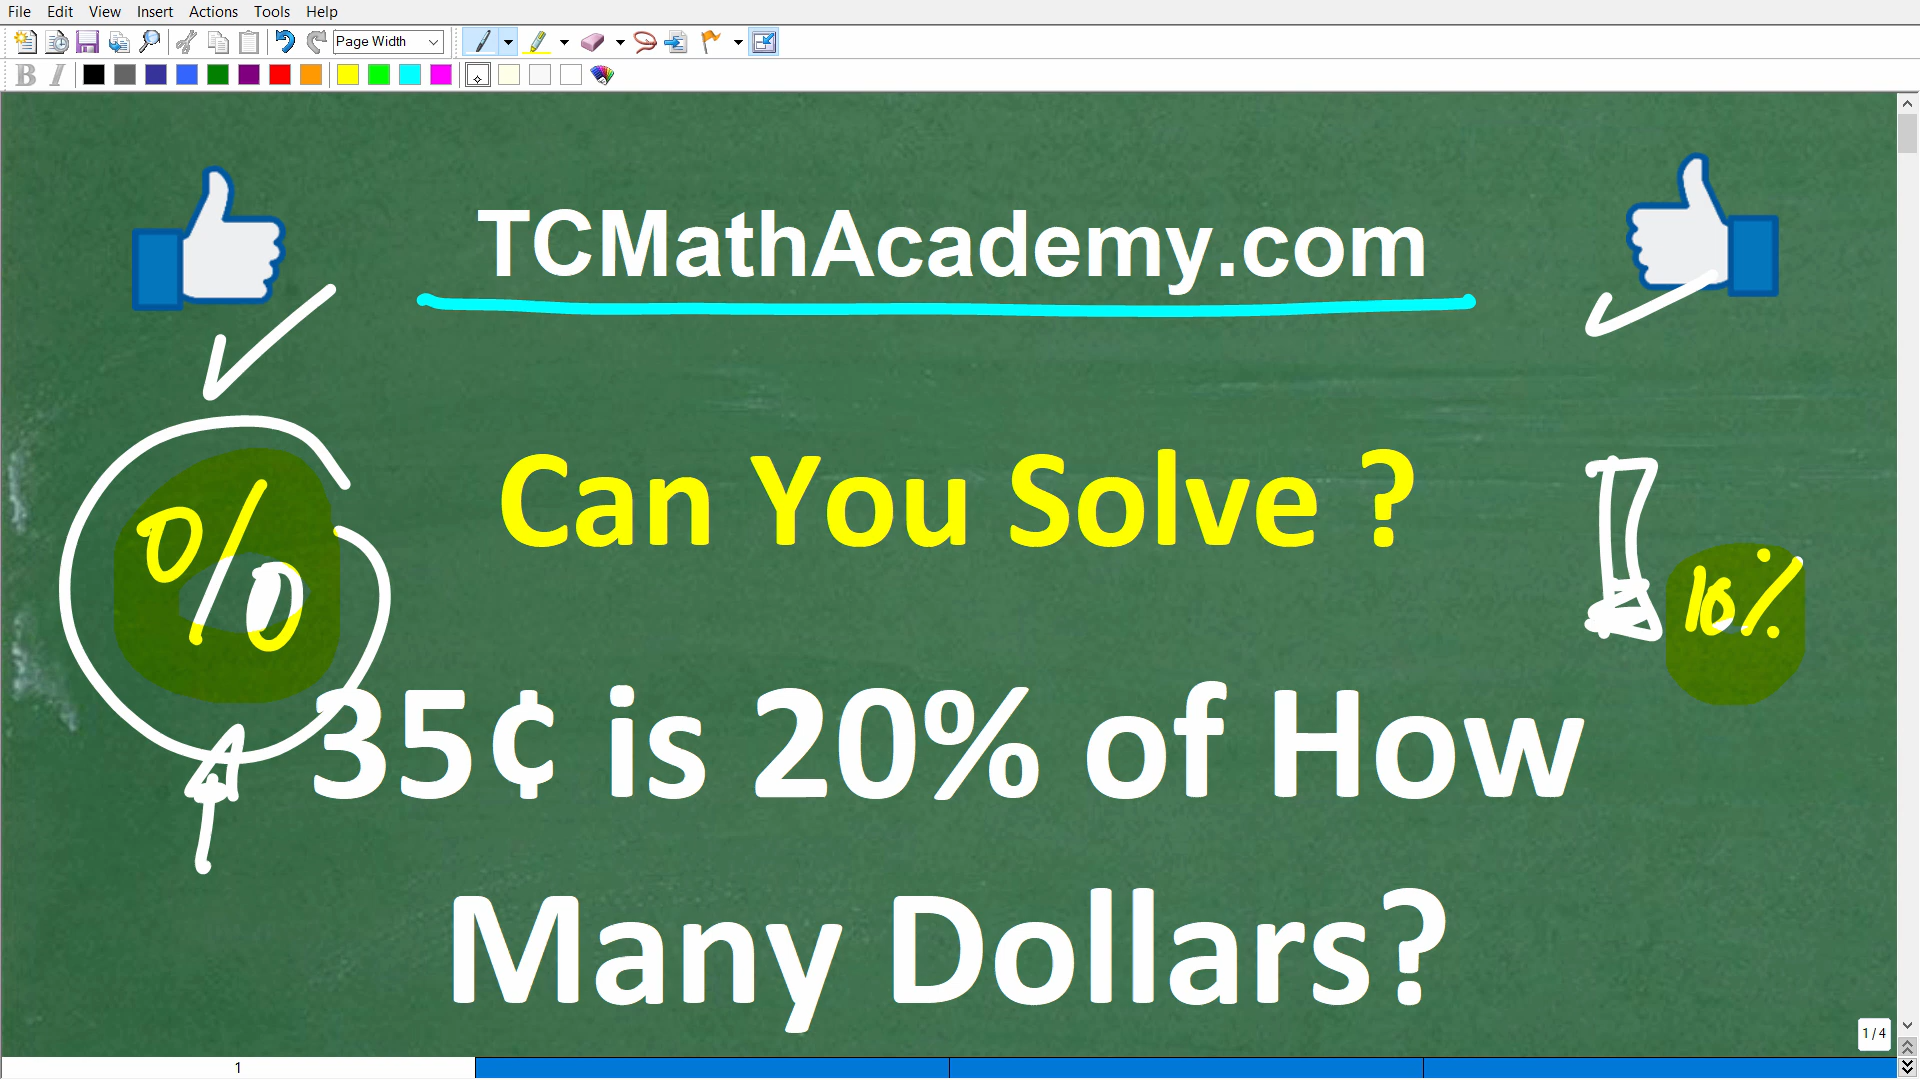 File Edit View Insert Actions Tools Help
Page Width
B I
TCMathAcademy.com
Can You Solve ?
%
10%
35¢ is 20% of How
Many Dollars?
1 / 4
1